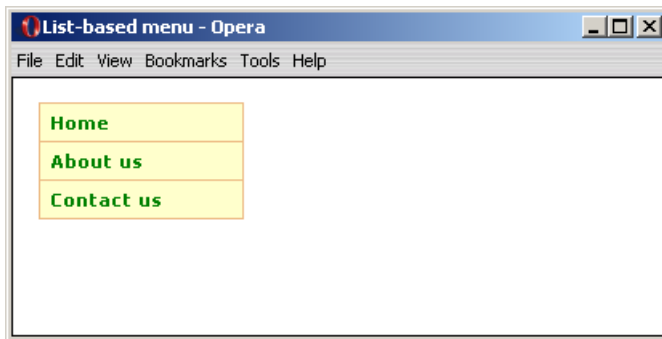 List-based menu - Opera
File Edit View Bookmarks Tools Help
Home
About us
Contact us